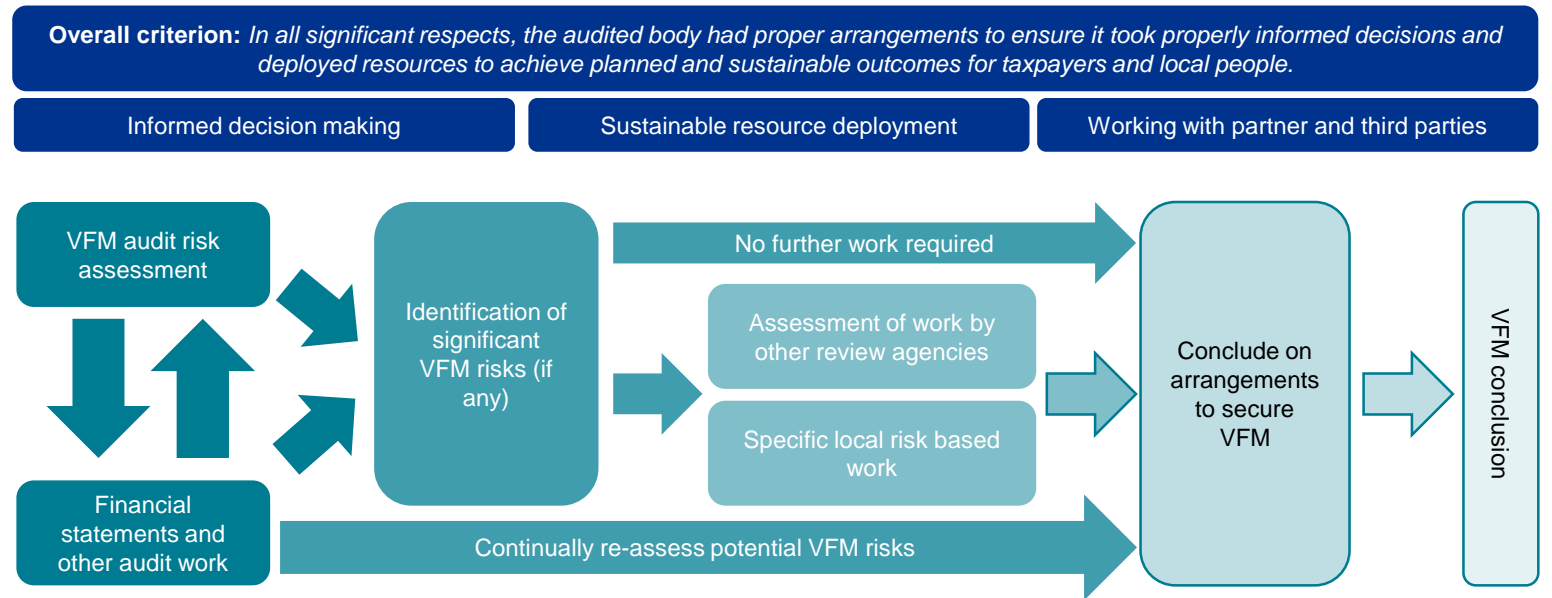 Overall criterion: In all significant respects, the audited body had proper arrangements to ensure it took properly informed decisions and
deployed resources to achieve planned and sustainable outcomes for taxpayers and local people.
Informed decision making
Sustainable resource deployment
Working with partner and third parties
VFM audit risk
assessment
Identification of
significant
VFM risks (if
any)
No further work required
Assessment of work by
other review agencies
Specific local risk based
work
Conclude on
arrangements
to secure
VFM
VFM conclusion
Financial
statements and
other audit work
Continually re-assess potential VFM risks